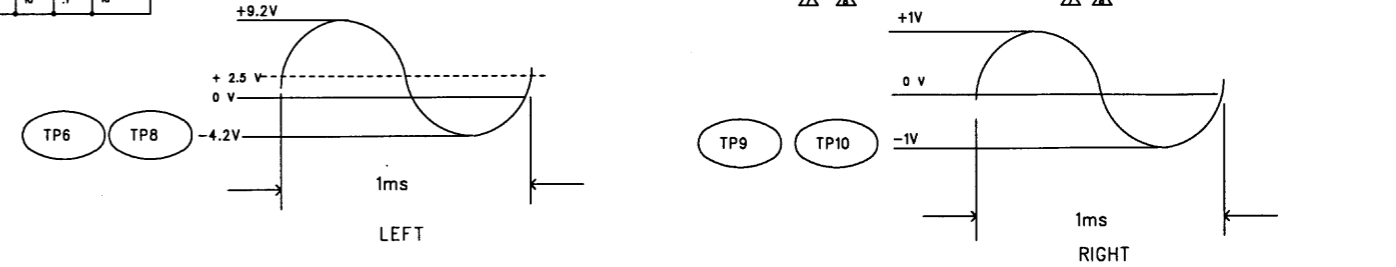 +9.2V
+ 2.5 V
0 V
TP6 TP8 -4.2V
1ms
LEFT
+1V
0 V
TP9 TP10 -1V
1ms
RIGHT